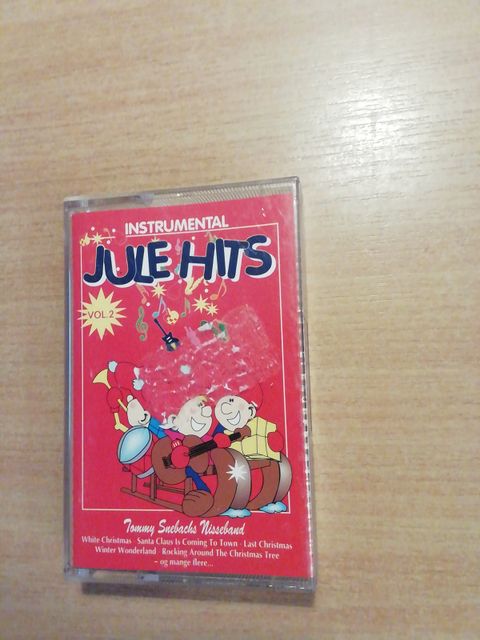 INSTRUMENTAL
JULE HITS
VOL.2
Tommy Snebachs Nisseband
White Christmas · Santa Claus Is Coming To Town · Last Christmas
Winter Wonderland · Rocking Around The Christmas Tree
– og mange flere...